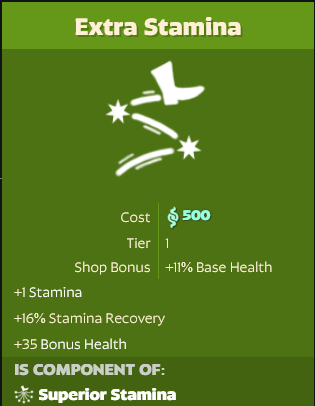 Extra Stamina
Cost 500
Tier 1
Shop Bonus +11% Base Health
+1 Stamina
+16% Stamina Recovery
+35 Bonus Health
IS COMPONENT OF:
Superior Stamina